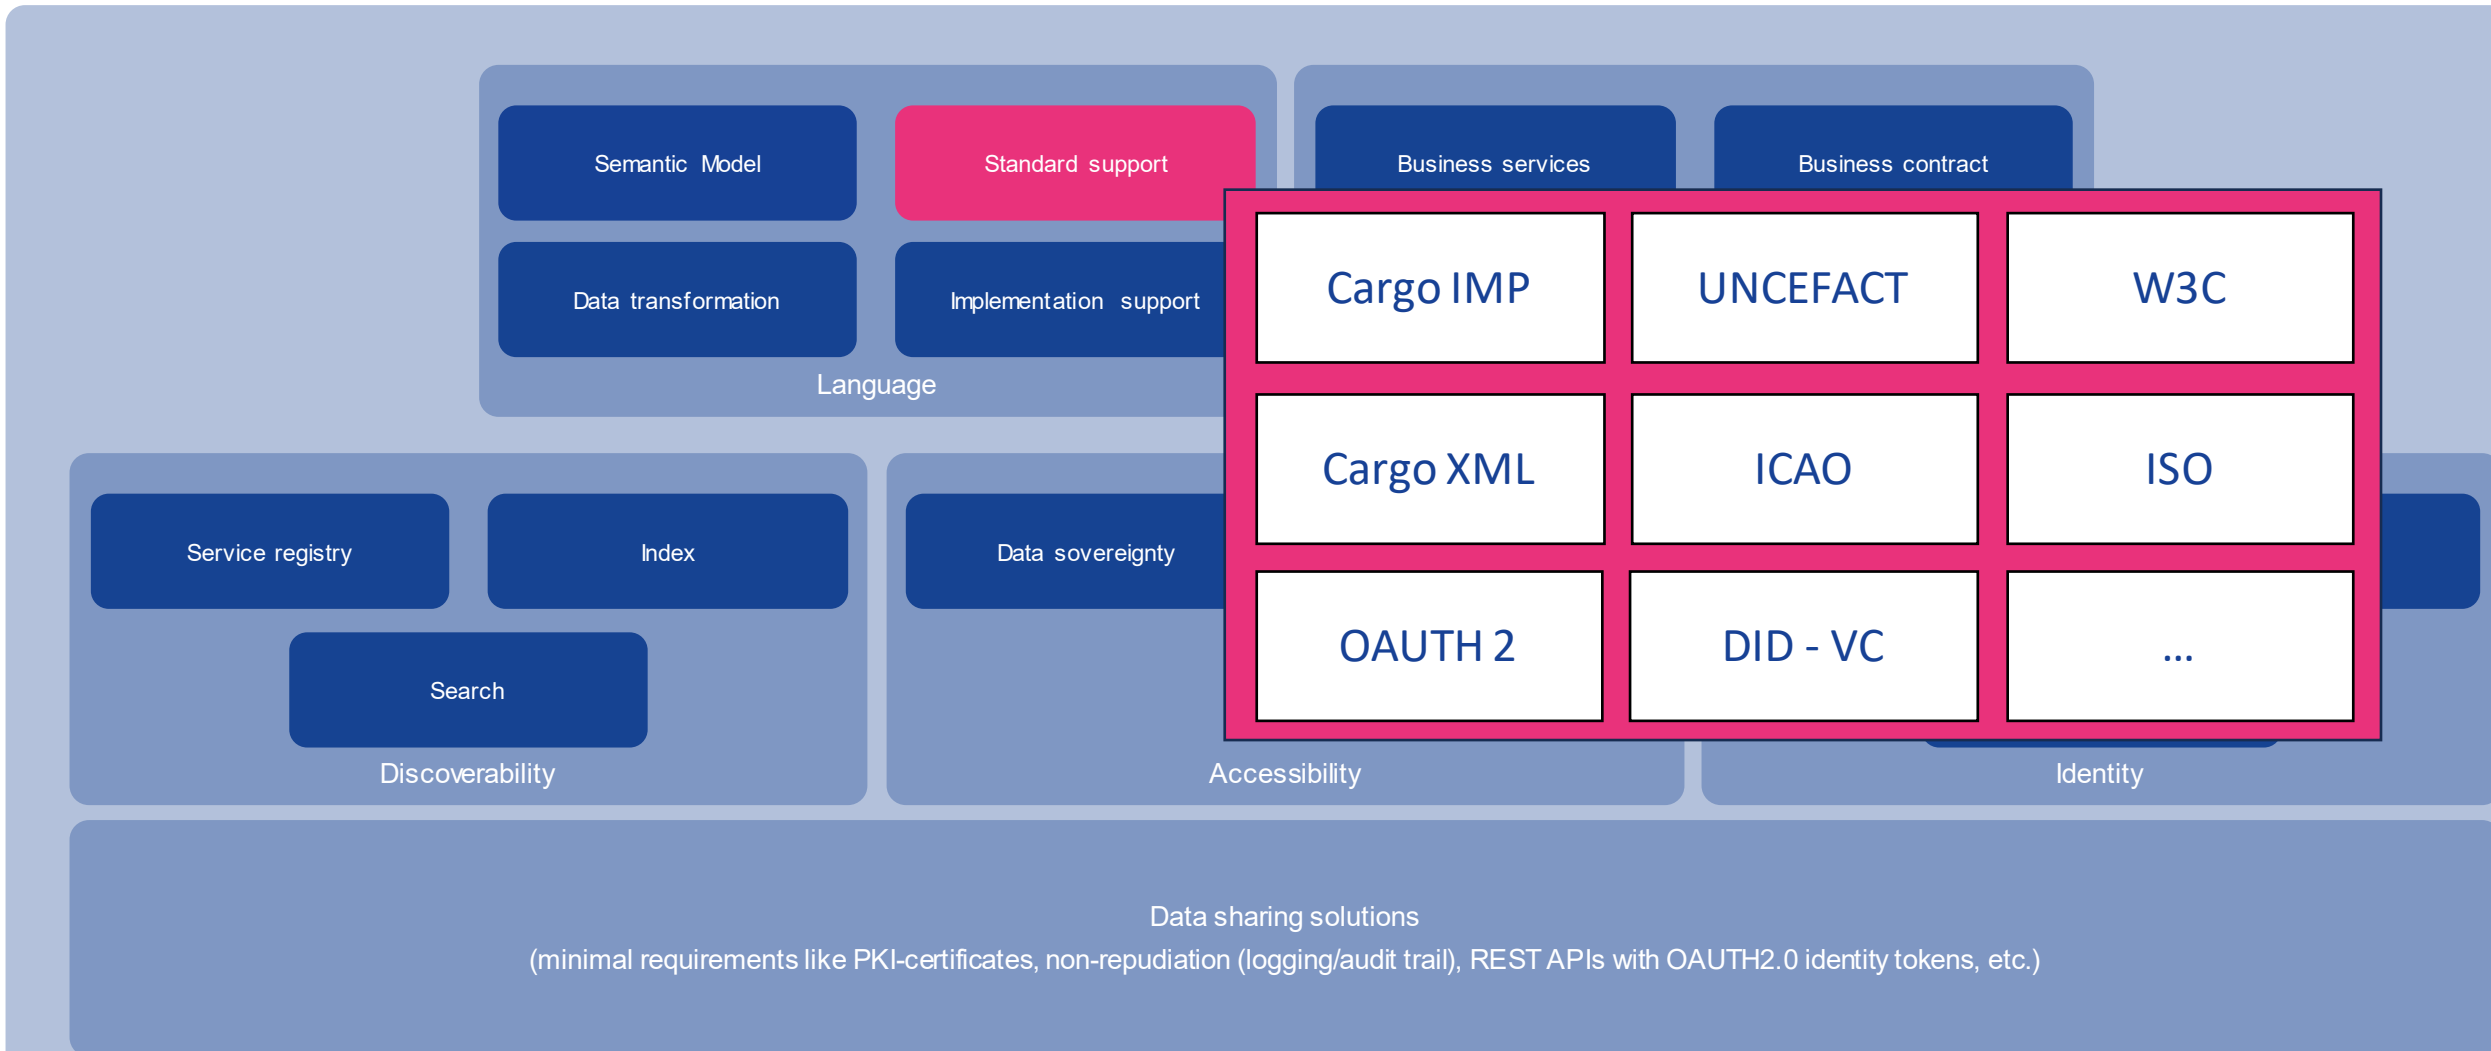 Semantic Model
Standard support
Data transformation
Implementation support
Language
Business services
Business contract
Cargo IMP
UNCEFACT
W3C
Cargo XML
ICAO
ISO
OAUTH 2
DID - VC
...
Service registry
Index
Search
Discoverability
Data sovereignty
Accessibility
Identity
Data sharing solutions
(minimal requirements like PKI-certificates, non-repudiation (logging/audit trail), REST APIs with OAUTH2.0 identity tokens, etc.)